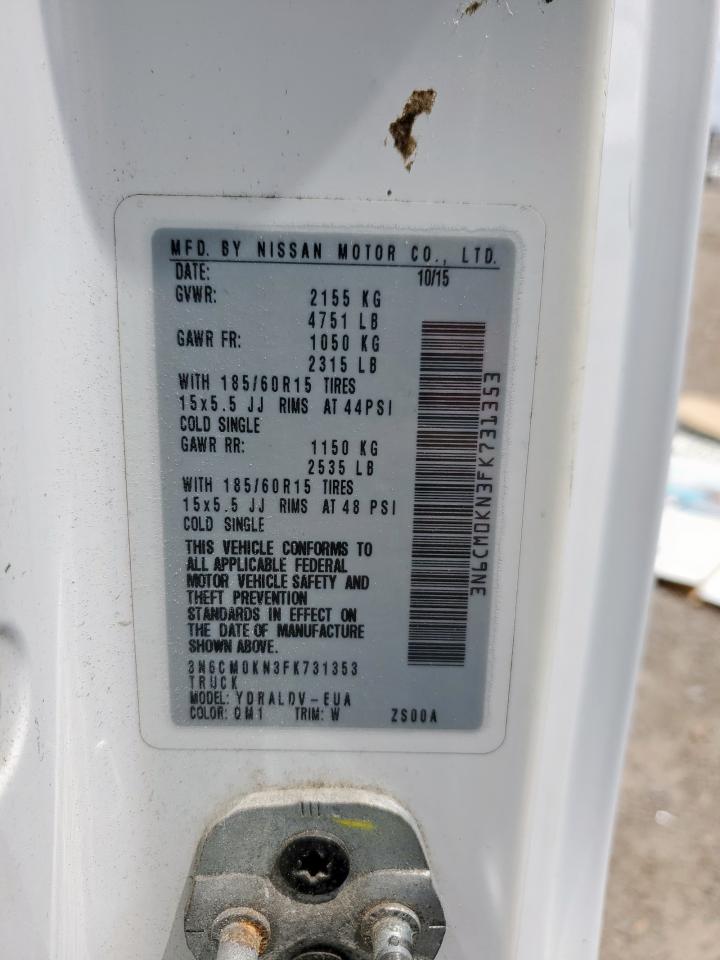 MFD. BY NISSAN MOTOR CO., LTD.
DATE: 10/15
GVWR: 2155 KG
4751 LB
GAWR FR: 1050 KG
2315 LB
WITH 185/60R15 TIRES
15x5.5 JJ RIMS AT 44PSI
COLD SINGLE
GAWR RR: 1150 KG
2535 LB
WITH 185/60R15 TIRES
15x5.5 JJ RIMS AT 48 PSI
COLD SINGLE
THIS VEHICLE CONFORMS TO
ALL APPLICABLE FEDERAL
MOTOR VEHICLE SAFETY AND
THEFT PREVENTION
STANDARDS IN EFFECT ON
THE DATE OF MANUFACTURE
SHOWN ABOVE.
3N6CM0KN3FK731353
TRUCK
MODEL: YDRALDV-EUA
COLOR: QM1 TRIM: W ZS00A
3N6CM0KN3FK731353